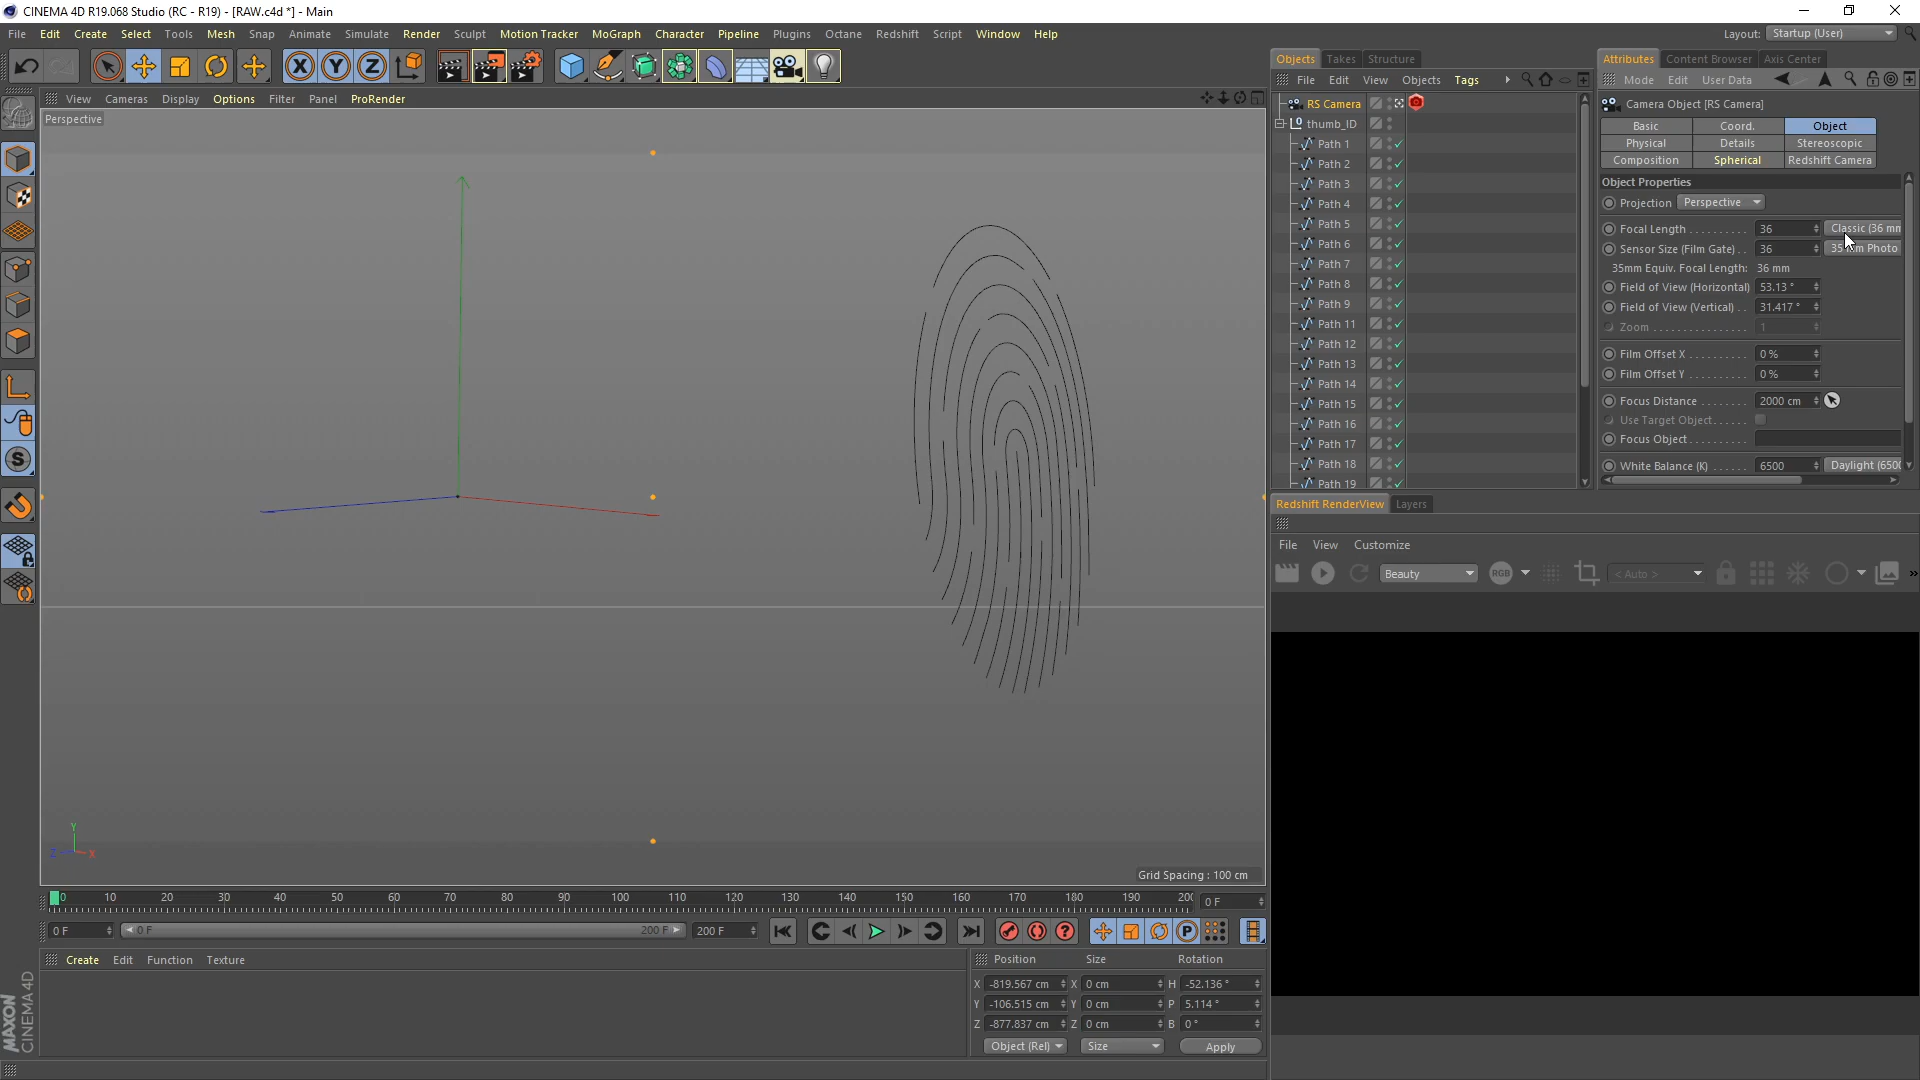 CINEMA 4D R19.068 Studio (RC - R19) - [RAW.c4d *] - Main
File Edit Create Select Tools Mesh Snap Animate Simulate Render Sculpt Motion Tracker MoGraph Character Pipeline Plugins Octane Redshift Script Window Help
Layout: Startup (User)
View Cameras Display Options Filter Panel ProRender
Perspective
Grid Spacing : 100 cm
Y
Z
X
Objects Takes Structure
File Edit View Objects Tags
RS Camera
thumb_ID
Path 1
Path 2
Path 3
Path 4
Path 5
Path 6
Path 7
Path 8
Path 9
Path 11
Path 12
Path 13
Path 14
Path 15
Path 16
Path 17
Path 18
Path 19
Attributes Content Browser Axis Center
Mode Edit User Data
Camera Object [RS Camera]
Basic Coord. Object
Physical Details Stereoscopic
Composition Spherical Redshift Camera
Object Properties
Projection Perspective
Focal Length . . . . . . . . . . 36 Classic (36 mm
Sensor Size (Film Gate) . . 36 35 mm Photo
35mm Equiv. Focal Length: 36 mm
Field of View (Horizontal) 53.13 °
Field of View (Vertical) . . 31.417 °
Zoom . . . . . . . . . . . . . . . 1
Film Offset X . . . . . . . . . 0 %
Film Offset Y . . . . . . . . . 0 %
Focus Distance . . . . . . . . 2000 cm
Use Target Object . . . . . .
Focus Object . . . . . . . . . .
White Balance (K) . . . . . . 6500 Daylight (6500
Redshift RenderView Layers
File View Customize
Beauty RGB < Auto >
0 10 20 30 40 50 60 70 80 90 100 110 120 130 140 150 160 170 180 190 200
0 F
0 F 0 F 200 F 200 F
Create Edit Function Texture
Position Size Rotation
X -819.567 cm X 0 cm H -52.136 °
Y -106.515 cm Y 0 cm P 5.114 °
Z -877.837 cm Z 0 cm B 0 °
Object (Rel) Size Apply
MAXON
CINEMA 4D